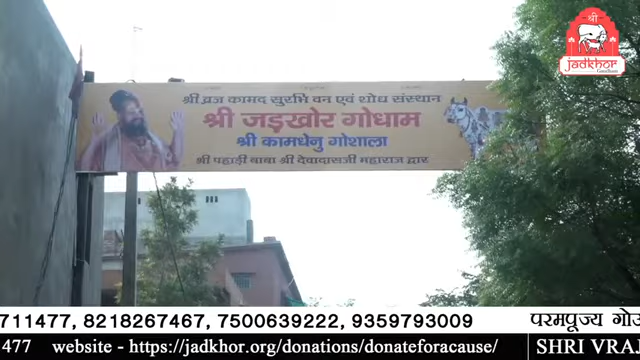 श्री
Jadkhor
Gaudham
श्री व्रज कामद सुरभि वन एवं शोध संस्थान
श्री जड़खोर गोधाम
श्री कामधेनु गोशाला
श्री पहाड़ी बाबा श्री देवादासजी महाराज द्वार
711477, 8218267467, 7500639222, 9359793009 परमपूज्य गोउ
477 website - https://jadkhor.org/donations/donateforacause/ SHRI VRA